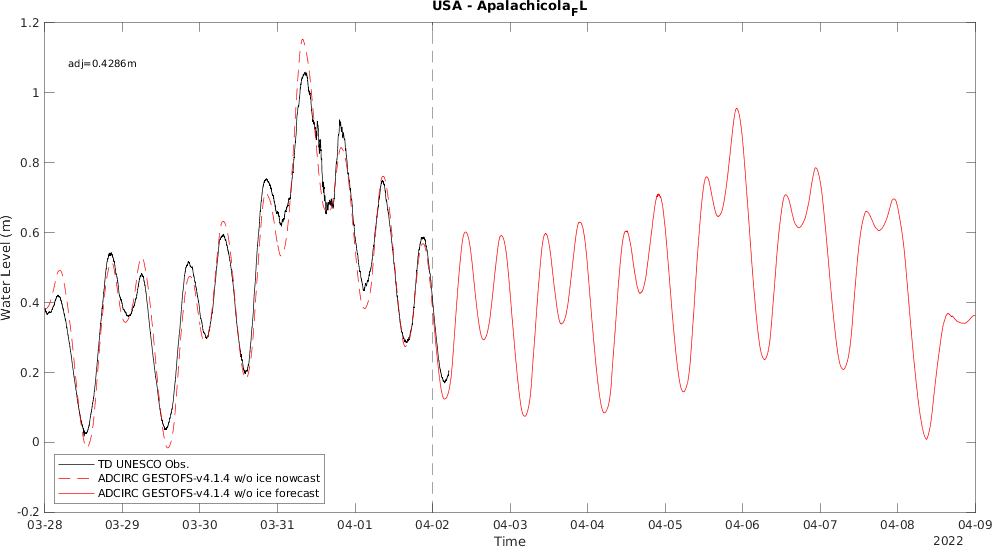 USA - ApalachicolaFL
adj=0.4286m
Water Level (m)
1.2
1
0.8
0.6
0.4
0.2
0
-0.2
TD UNESCO Obs.
ADCIRC GESTOFS-v4.1.4 w/o ice nowcast
ADCIRC GESTOFS-v4.1.4 w/o ice forecast
03-28 03-29 03-30 03-31 04-01 04-02 04-03 04-04 04-05 04-06 04-07 04-08 04-09
Time
2022